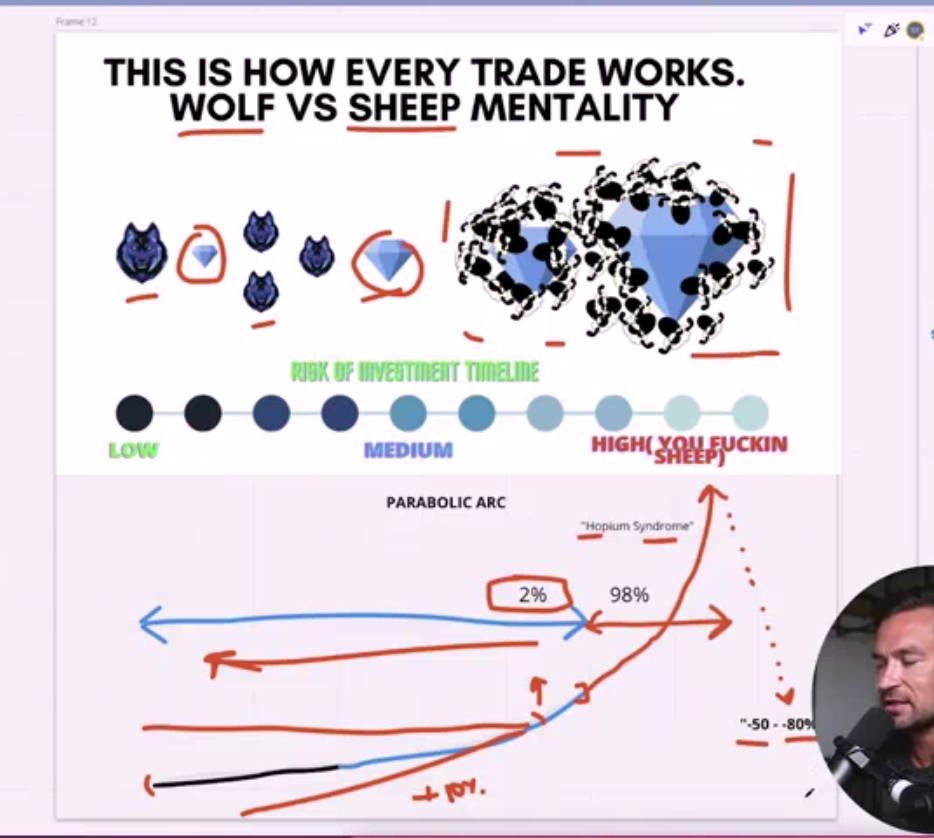 Frame 12
THIS IS HOW EVERY TRADE WORKS.
WOLF VS SHEEP MENTALITY
RISK OF INVESTMENT TIMELINE
LOW
MEDIUM
HIGH( YOU FUCKIN
SHEEP)
PARABOLIC ARC
"Hopium Syndrome"
2%
98%
"-50 - -80%